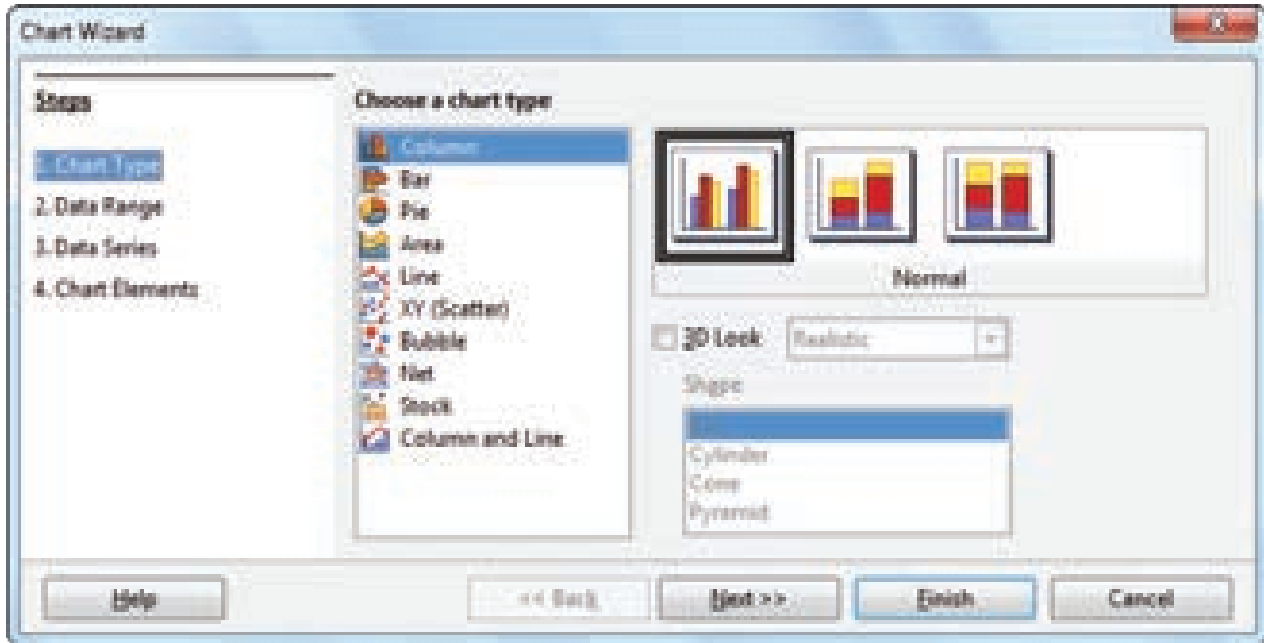 Chart Wizard
Steps
1. Chart Type
2. Data Range
3. Data Series
4. Chart Elements
Choose a chart type
Column
Bar
Pie
Area
Line
XY (Scatter)
Bubble
Net
Stock
Column and Line
Normal
3D Look
Realistic
Shape
Cylinder
Cone
Pyramid
Help
<< Back
Next >>
Finish
Cancel